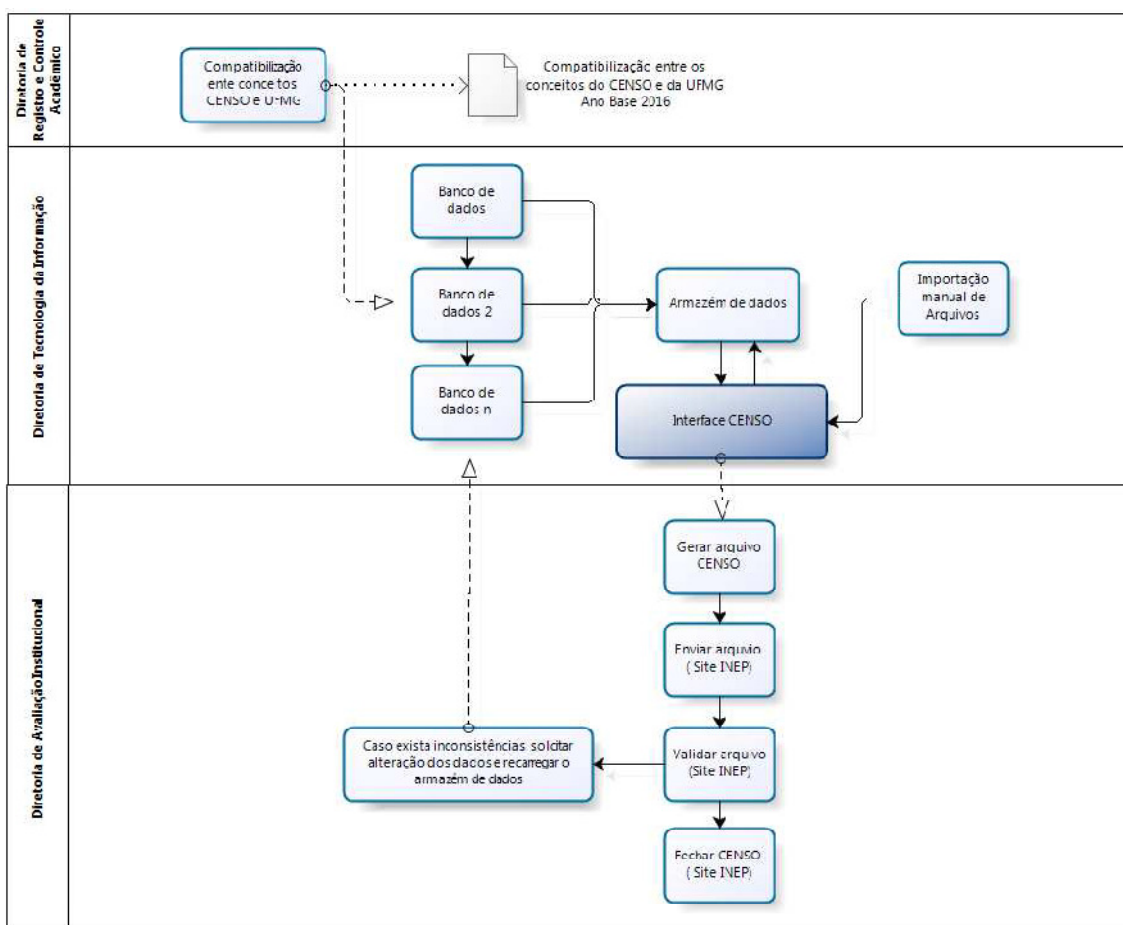 Diretoria de
Registro e Controle
Acadêmico
Compatibilização
ente conceitos
CENSO e UFMG
Compatibilização entre os
conceitos do CENSO e da UFMG
Ano Base 2016
Diretoria de Tecnologia da Informação
Banco de
dados
Banco de
dados 2
Banco de
dados n
Armazém de dados
Importação
manual de
Arquivos
Interface CENSO
Diretoria de Avaliação Institucional
Gerar arquivo
CENSO
Enviar arquvio
( Site INEP)
Validar arquivo
(Site INEP)
Caso exista inconsistências, solicitar
alteração dos dados e recarregar o
armazém de dados
Fechar CENSO
( Site INEP)